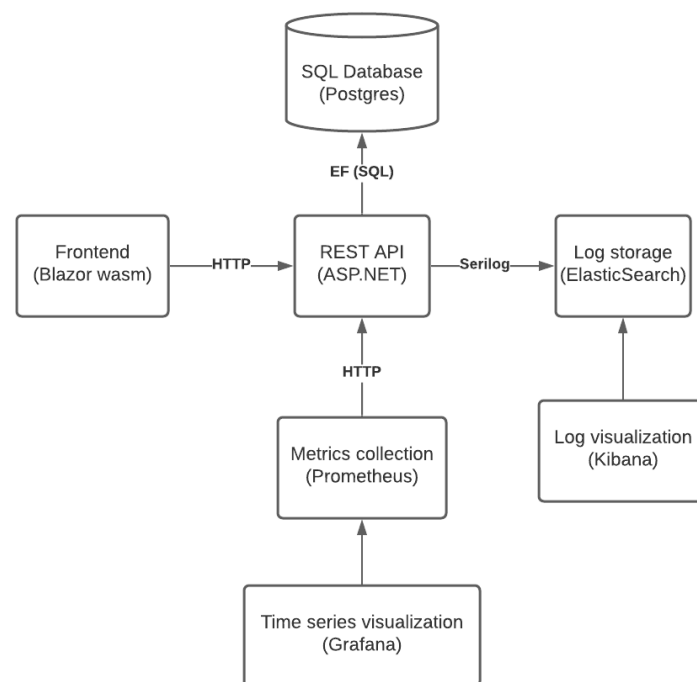 SQL Database
(Postgres)
EF (SQL)
Frontend
(Blazor wasm)
HTTP
REST API
(ASP.NET)
Serilog
Log storage
(ElasticSearch)
HTTP
Metrics collection
(Prometheus)
Log visualization
(Kibana)
Time series visualization
(Grafana)